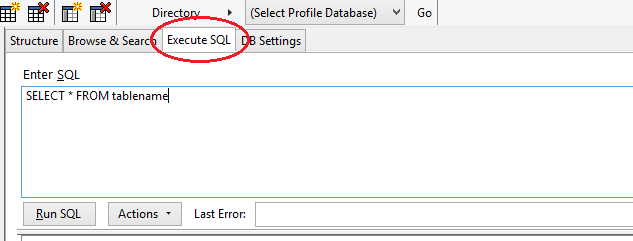 Directory (Select Profile Database) Go
Structure Browse & Search Execute SQL DB Settings
Enter SQL
SELECT * FROM tablename
Run SQL Actions Last Error: